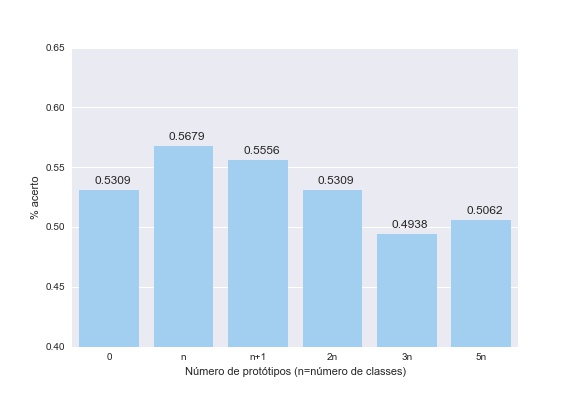 0.65
0.60
0.55
0.50
0.45
0.40
% acerto
0.5309
0.5679
0.5556
0.5309
0.4938
0.5062
0
n
n+1
2n
3n
5n
Número de protótipos (n=número de classes)